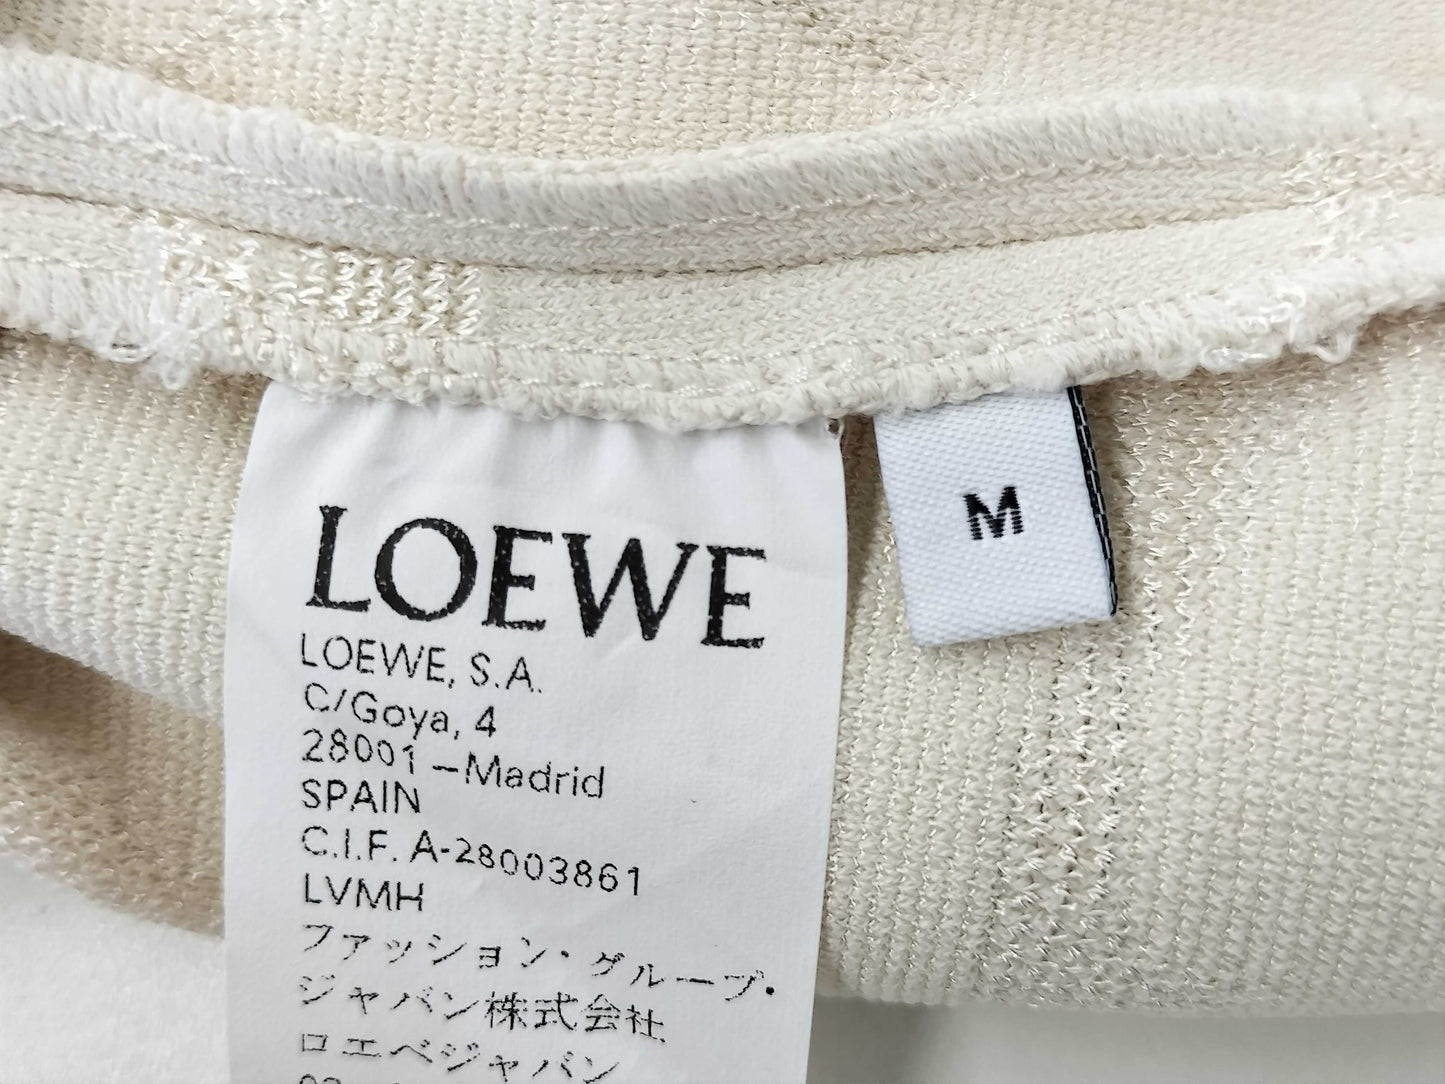 LOEWE
M
LOEWE, S.A.
C/Goya, 4
28001 –Madrid
SPAIN
C.I.F. A-28003861
LVMH
ファッション・グループ・
ジャパン株式会社
ロエベジャパン